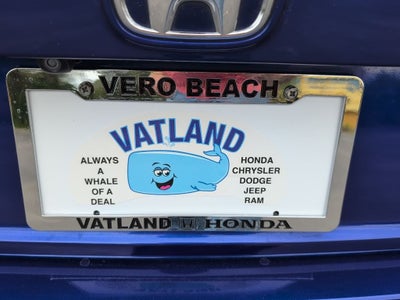 VERO BEACH
VATLAND
ALWAYS
A
WHALE
OF A
DEAL
HONDA
CHRYSLER
DODGE
JEEP
RAM
VATLAND HONDA